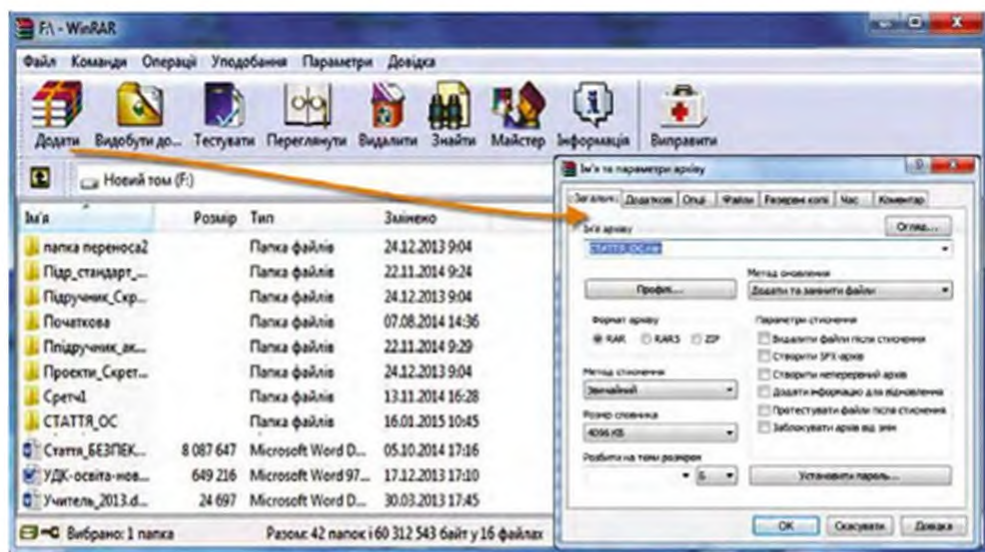 F:\ - WinRAR
Файл Команди Операції Уподобання Параметри Довідка
Додати Видобути до... Тестувати Переглянути Видалити Знайти Майстер Інформація Виправити
Новий том (F:)
Ім'я Розмір Тип Змінено
папка переноса2 Папка файлів 24.12.2013 9:04
Підр_стандарт_... Папка файлів 22.11.2014 9:24
Підручник_Скр... Папка файлів 24.12.2013 9:04
Початкова Папка файлів 07.08.2014 14:36
Ппідручник_ак... Папка файлів 22.11.2014 9:29
Проекти_Скрет... Папка файлів 24.12.2013 9:04
Сретч1 Папка файлів 13.11.2014 16:28
СТАТТЯ_ОС Папка файлів 16.01.2015 10:45
Стаття_БЕЗПЕК... 8 087 647 Microsoft Word D... 05.10.2014 17:16
УДК-освіта-нов... 649 216 Microsoft Word 97... 17.12.2013 17:10
Учитель_2013.d... 24 697 Microsoft Word D... 30.03.2013 17:45
Вибрано: 1 папка Разом: 42 папок і 60 312 543 байт у 16 файлах
Ім'я та параметри архіву
Загальні Додаткові Опції Файли Резервні копії Час Коментар
Ім'я архіву
Огляд...
СТАТТЯ_ОС.rar
Профілі...
Метод оновлення
Додати та замінити файли
Формат архіву
RAR RAR5 ZIP
Метод стиснення
Звичайний
Розмір словника
4096 КБ
Розбити на томи розміром
Б
Параметри стиснення
Видалити файли після стиснення
Створити SFX-архів
Створити неперервний архів
Додати інформацію для відновлення
Протестувати файли після стиснення
Заблокувати архів від змін
Установити пароль...
ОК Скасувати Довідка